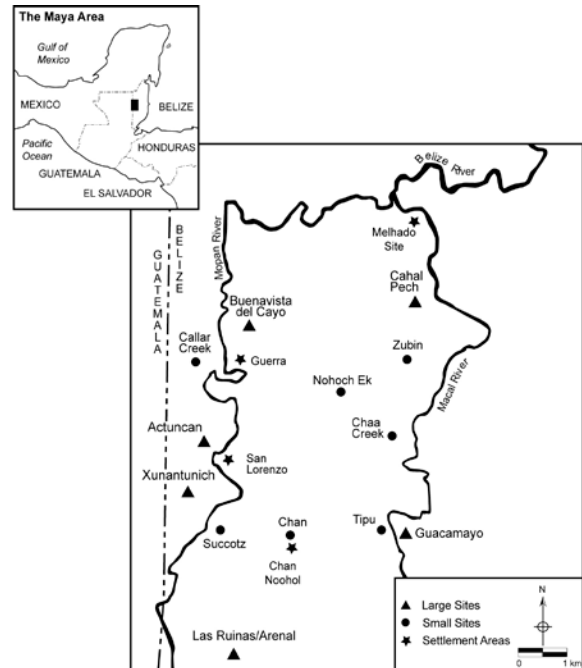 The Maya Area
Gulf of
Mexico
MEXICO
BELIZE
Pacific
Ocean
HONDURAS
GUATEMALA
EL SALVADOR
Belize River
Melhado
Site
Mopan River
BELIZE
GUATEMALA
Cahal
Pech
Buenavista
del Cayo
Callar
Creek
Guerra
Zubin
Nohoch Ek
Macal River
Chaa
Creek
Actuncan
San
Lorenzo
Xunantunich
Succotz
Chan
Tipu
Guacamayo
Chan
Noohol
Las Ruinas/Arenal
Large Sites
Small Sites
Settlement Areas
N
0 1 km